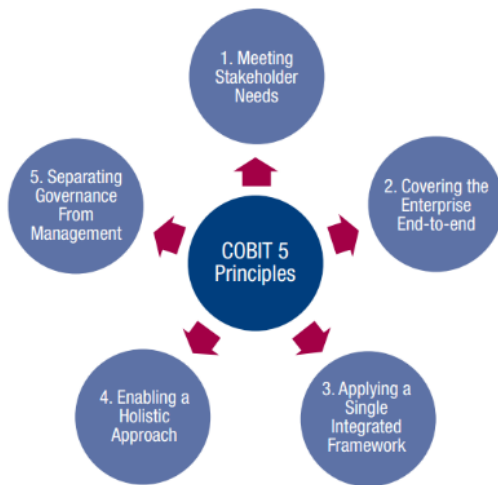 1. Meeting
Stakeholder
Needs
5. Separating
Governance
From
Management
2. Covering the
Enterprise
End-to-end
COBIT 5
Principles
4. Enabling a
Holistic
Approach
3. Applying a
Single
Integrated
Framework